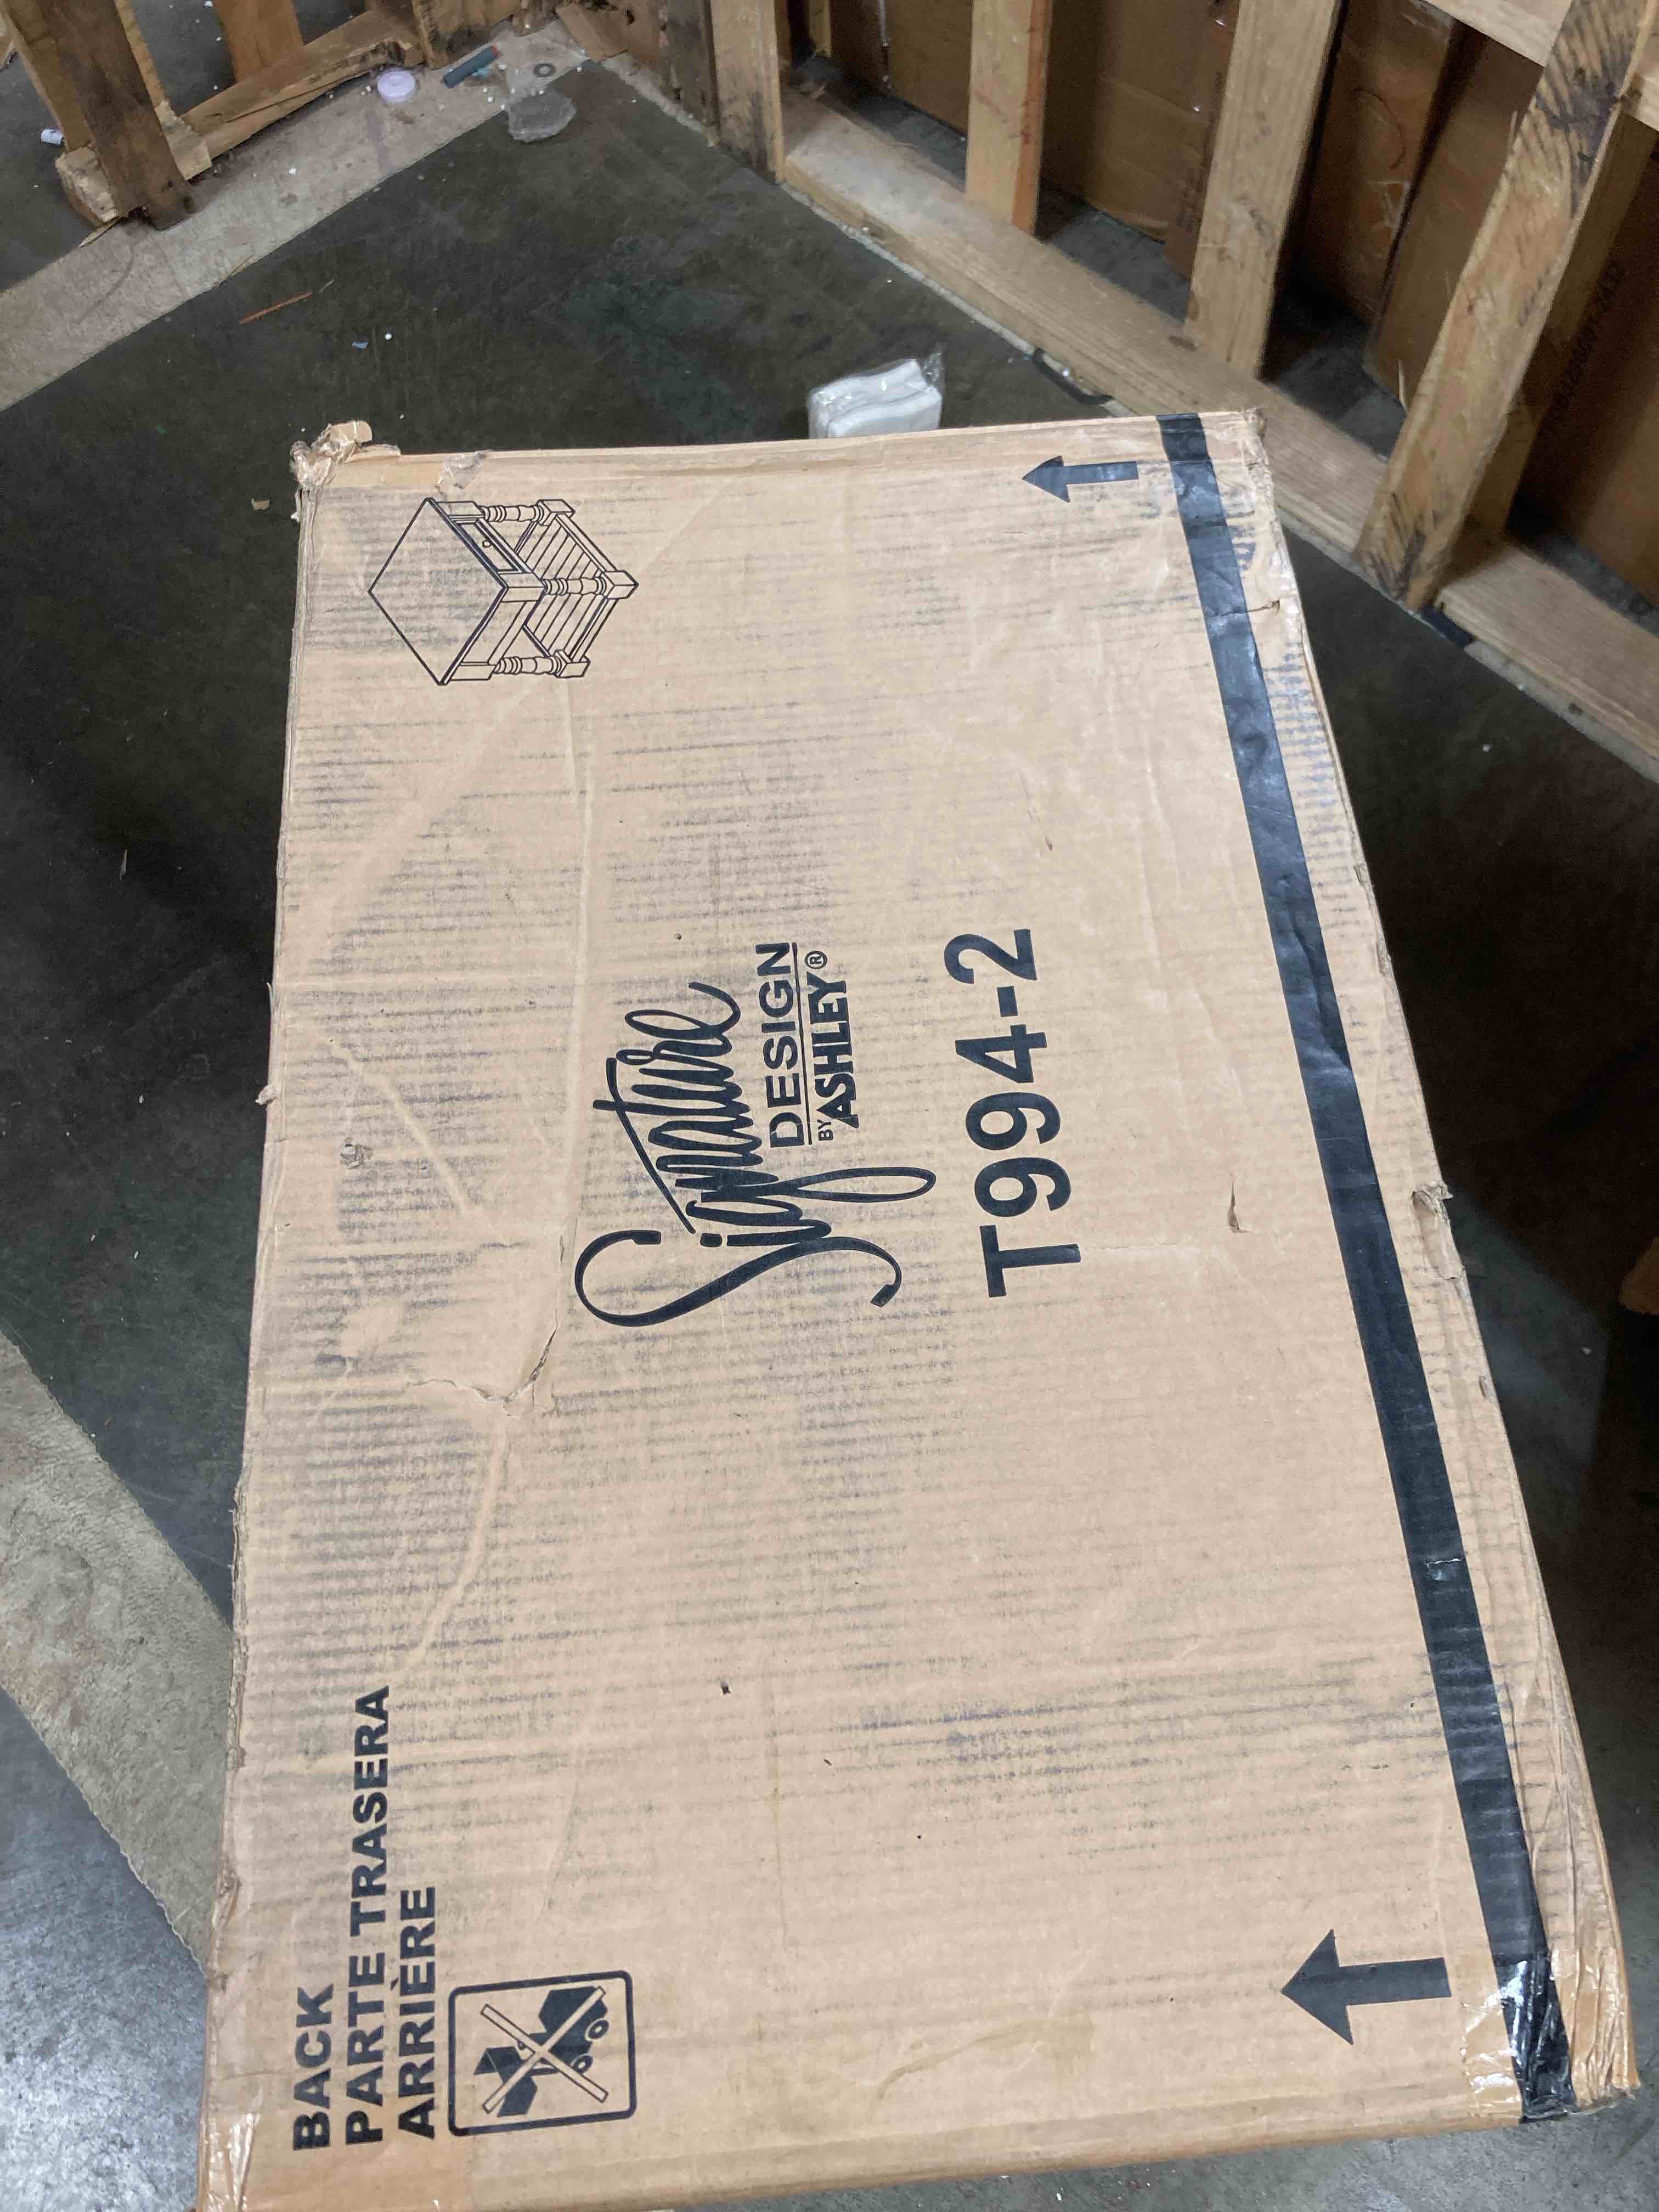 Signature
DESIGN
BY ASHLEY®
T994-2
BACK
PARTE TRASERA
ARRIÈRE